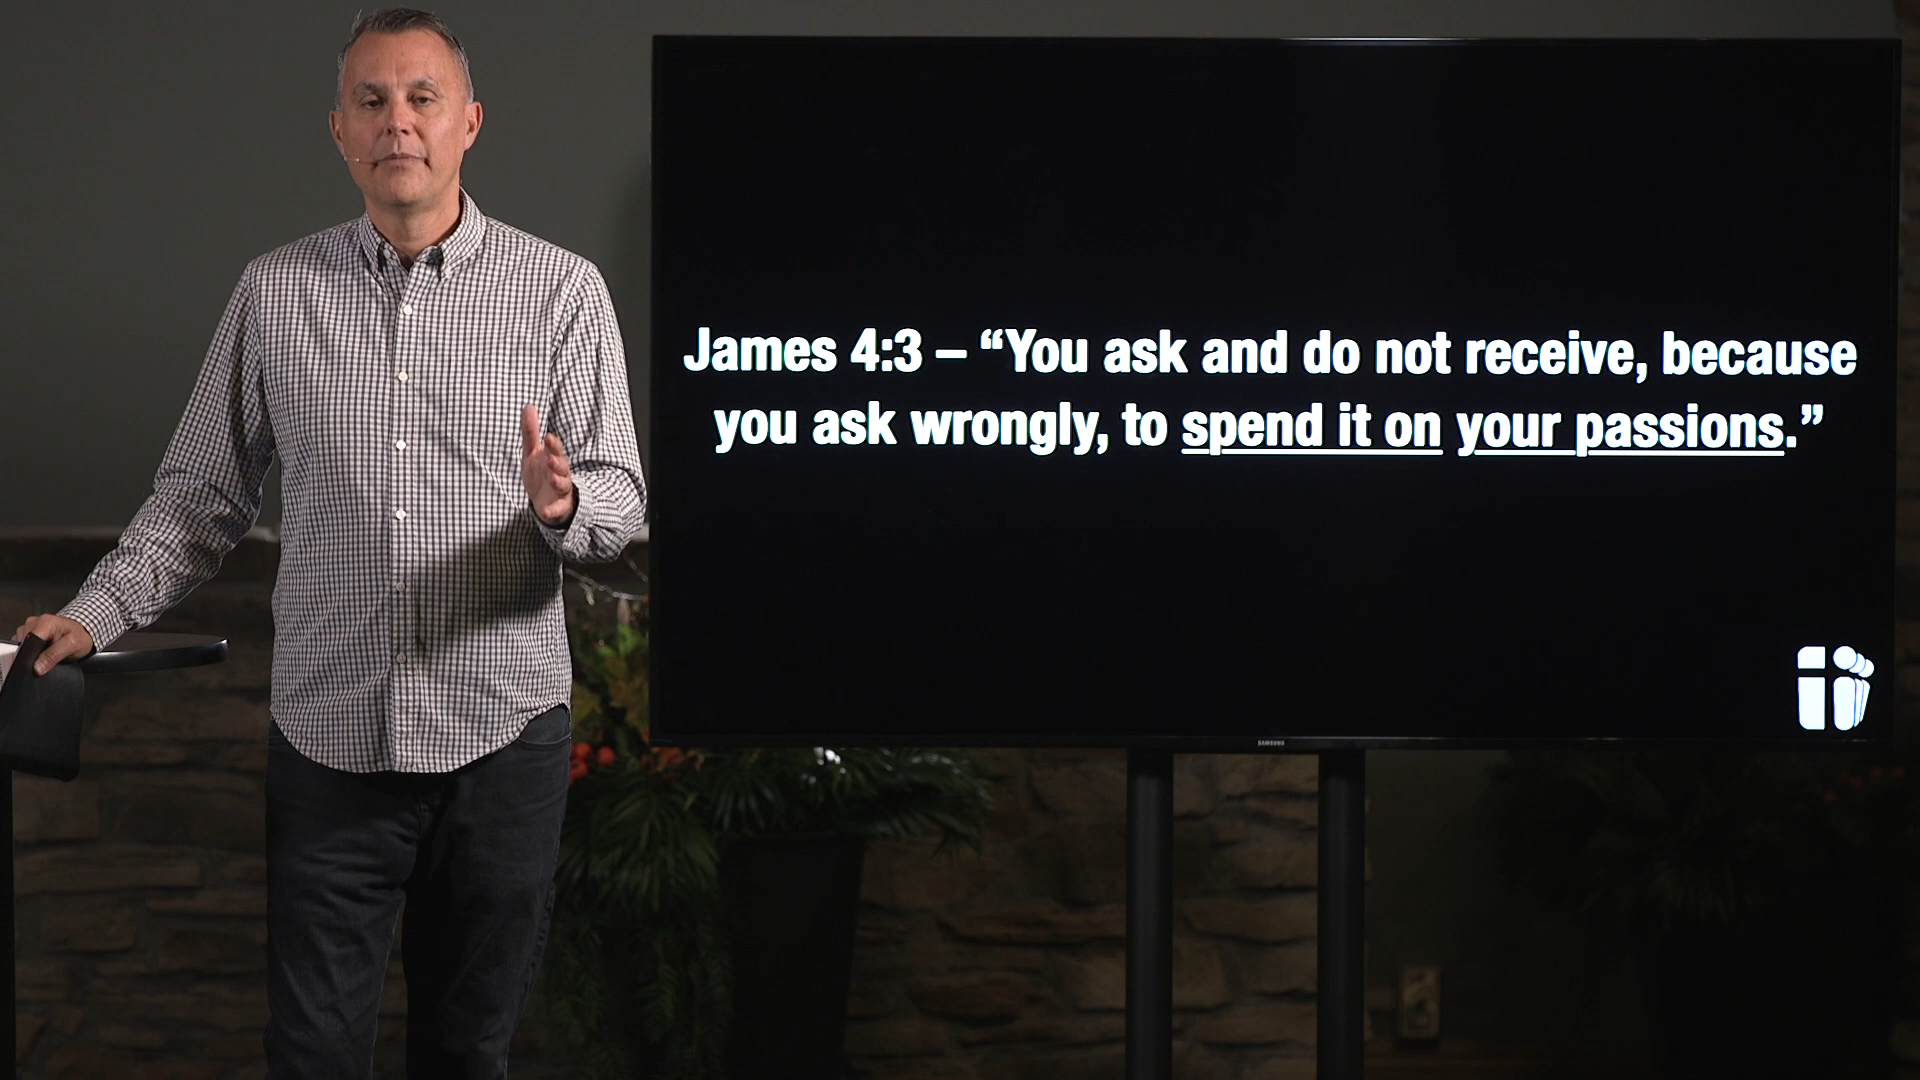 James 4:3 – “You ask and do not receive, because
you ask wrongly, to spend it on your passions.”
SAMSUNG